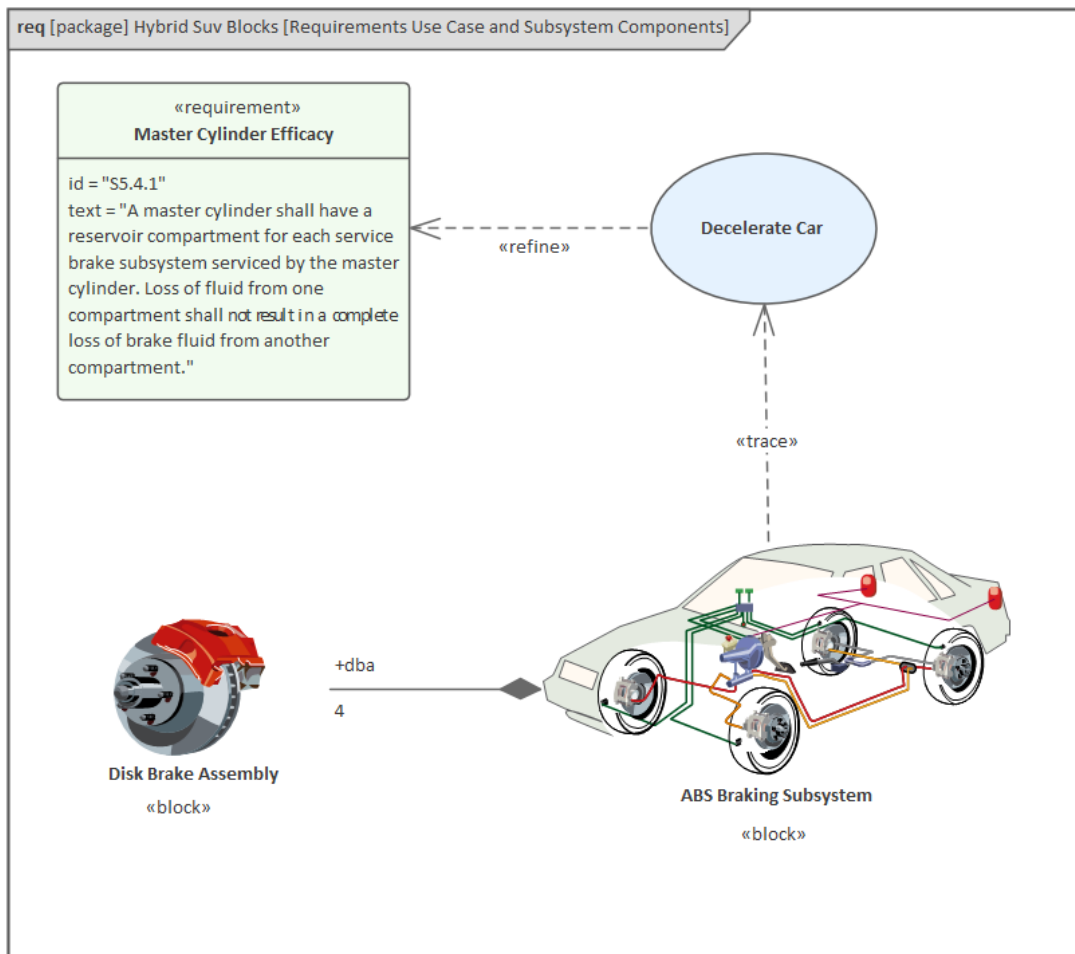 req [package] Hybrid Suv Blocks [Requirements Use Case and Subsystem Components]
«requirement»
Master Cylinder Efficacy
id = "S5.4.1"
text = "A master cylinder shall have a
reservoir compartment for each service
brake subsystem serviced by the master
cylinder. Loss of fluid from one
compartment shall not result in a complete
loss of brake fluid from another
compartment."
«refine»
Decelerate Car
«trace»
+dba
4
Disk Brake Assembly
«block»
ABS Braking Subsystem
«block»